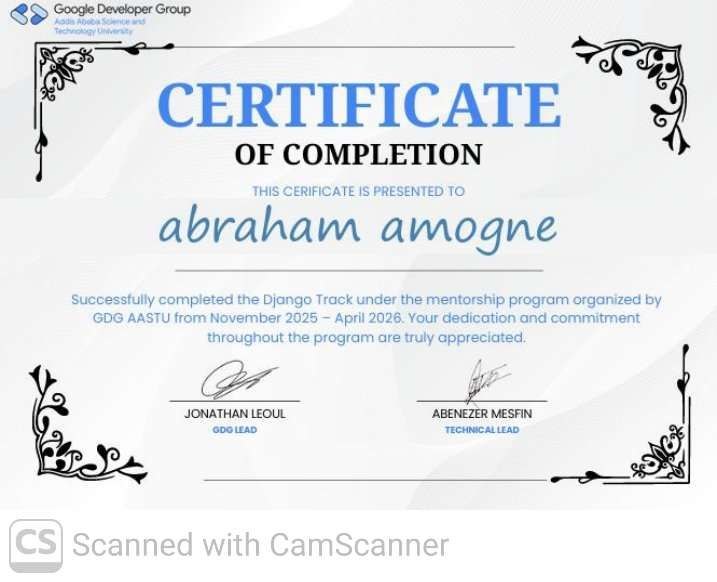 Google Developer Group
Addis Ababa Science and
Technology University
CERTIFICATE
OF COMPLETION
THIS CERIFICATE IS PRESENTED TO
abraham amogne
Successfully completed the Django Track under the mentorship program organized by
GDG AASTU from November 2025 – April 2026. Your dedication and commitment
throughout the program are truly appreciated.
JONATHAN LEOUL
GDG LEAD
ABENEZER MESFIN
TECHNICAL LEAD
CS Scanned with CamScanner